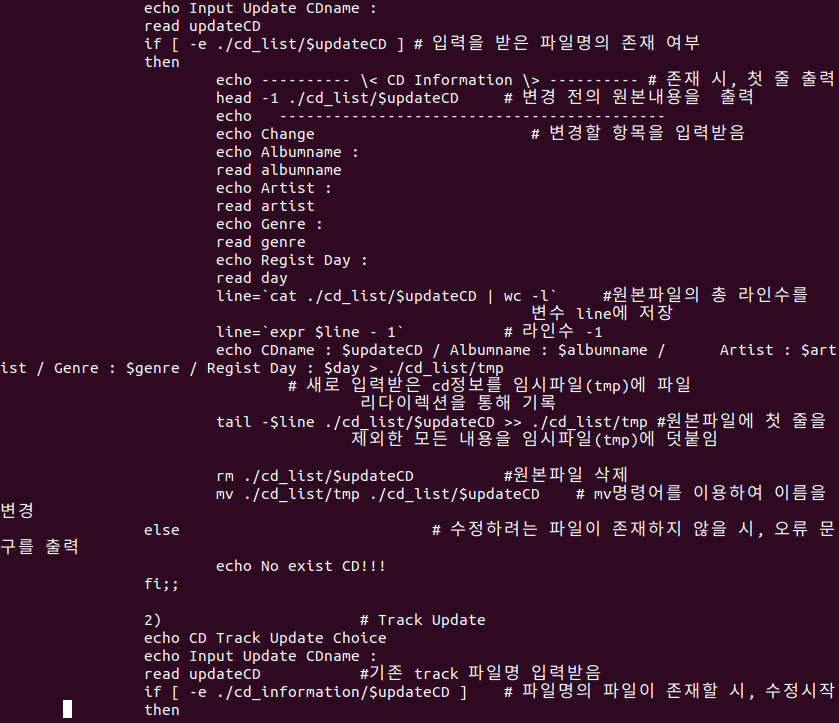 echo Input Update CDname :
read updateCD
if [ -e ./cd_list/$updateCD ] # 입력을 받은 파일명의 존재 여부
then
echo ---------- \< CD Information \> ---------- # 존재 시, 첫 줄 출력
head -1 ./cd_list/$updateCD # 변경 전의 원본내용을 출력
echo -----------------------------------------
echo Change # 변경할 항목을 입력받음
echo Albumname :
read albumname
echo Artist :
read artist
echo Genre :
read genre
echo Regist Day :
read day
line=`cat ./cd_list/$updateCD | wc -l` #원본파일의 총 라인수를
변수 line에 저장
line=`expr $line - 1` # 라인수 -1
echo CDname : $updateCD / Albumname : $albumname / Artist : $art
ist / Genre : $genre / Regist Day : $day > ./cd_list/tmp
# 새로 입력받은 cd정보를 임시파일(tmp)에 파일
리다이렉션을 통해 기록
tail -$line ./cd_list/$updateCD >> ./cd_list/tmp #원본파일에 첫 줄을
제외한 모든 내용을 임시파일(tmp)에 덧붙임
rm ./cd_list/$updateCD #원본파일 삭제
mv ./cd_list/tmp ./cd_list/$updateCD # mv명령어를 이용하여 이름을
변경
else # 수정하려는 파일이 존재하지 않을 시, 오류 문
구를 출력
echo No exist CD!!!
fi;;
2) # Track Update
echo CD Track Update Choice
echo Input Update CDname :
read updateCD #기존 track 파일명 입력받음
if [ -e ./cd_information/$updateCD ] # 파일명의 파일이 존재할 시, 수정시작
then